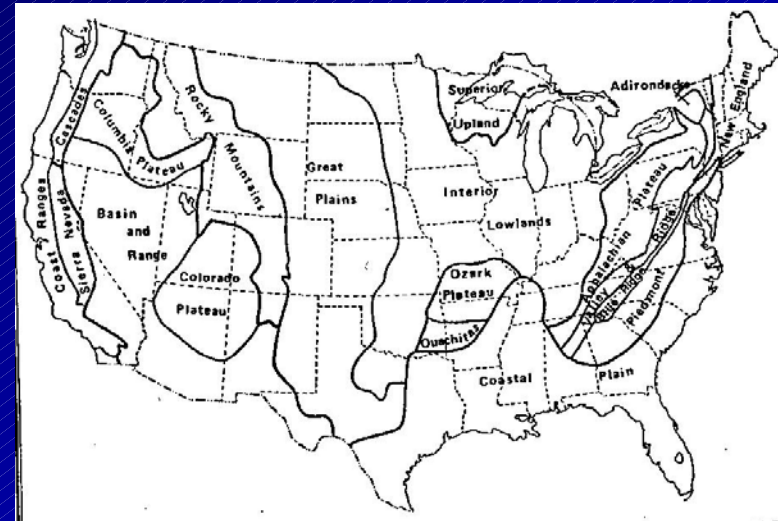 Cascades
Columbia
Plateau
Rocky
Mountains
Great
Plains
Superior
Upland
Adirondacks
New England
Interior
Lowlands
Coast Ranges
Sierra Nevada
Basin
and
Range
Colorado
Plateau
Ozark
Plateau
Ouachitas
Appalachian Plateau
Valley & Ridge
Blue Ridge
Piedmont
Coastal Plain